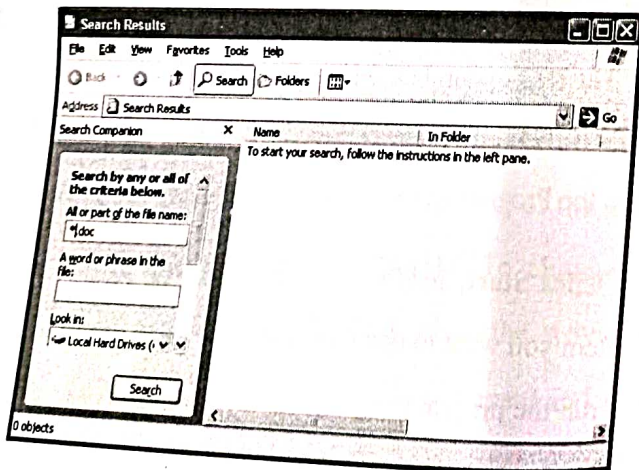 Search Results
File Edit View Favorites Tools Help
Back Search Folders
Address Search Results Go
Search Companion X Name In Folder
To start your search, follow the instructions in the left pane.
Search by any or all of
the criteria below.
All or part of the file name:
*.doc
A word or phrase in the
file:
Look in:
Local Hard Drives (
Search
0 objects